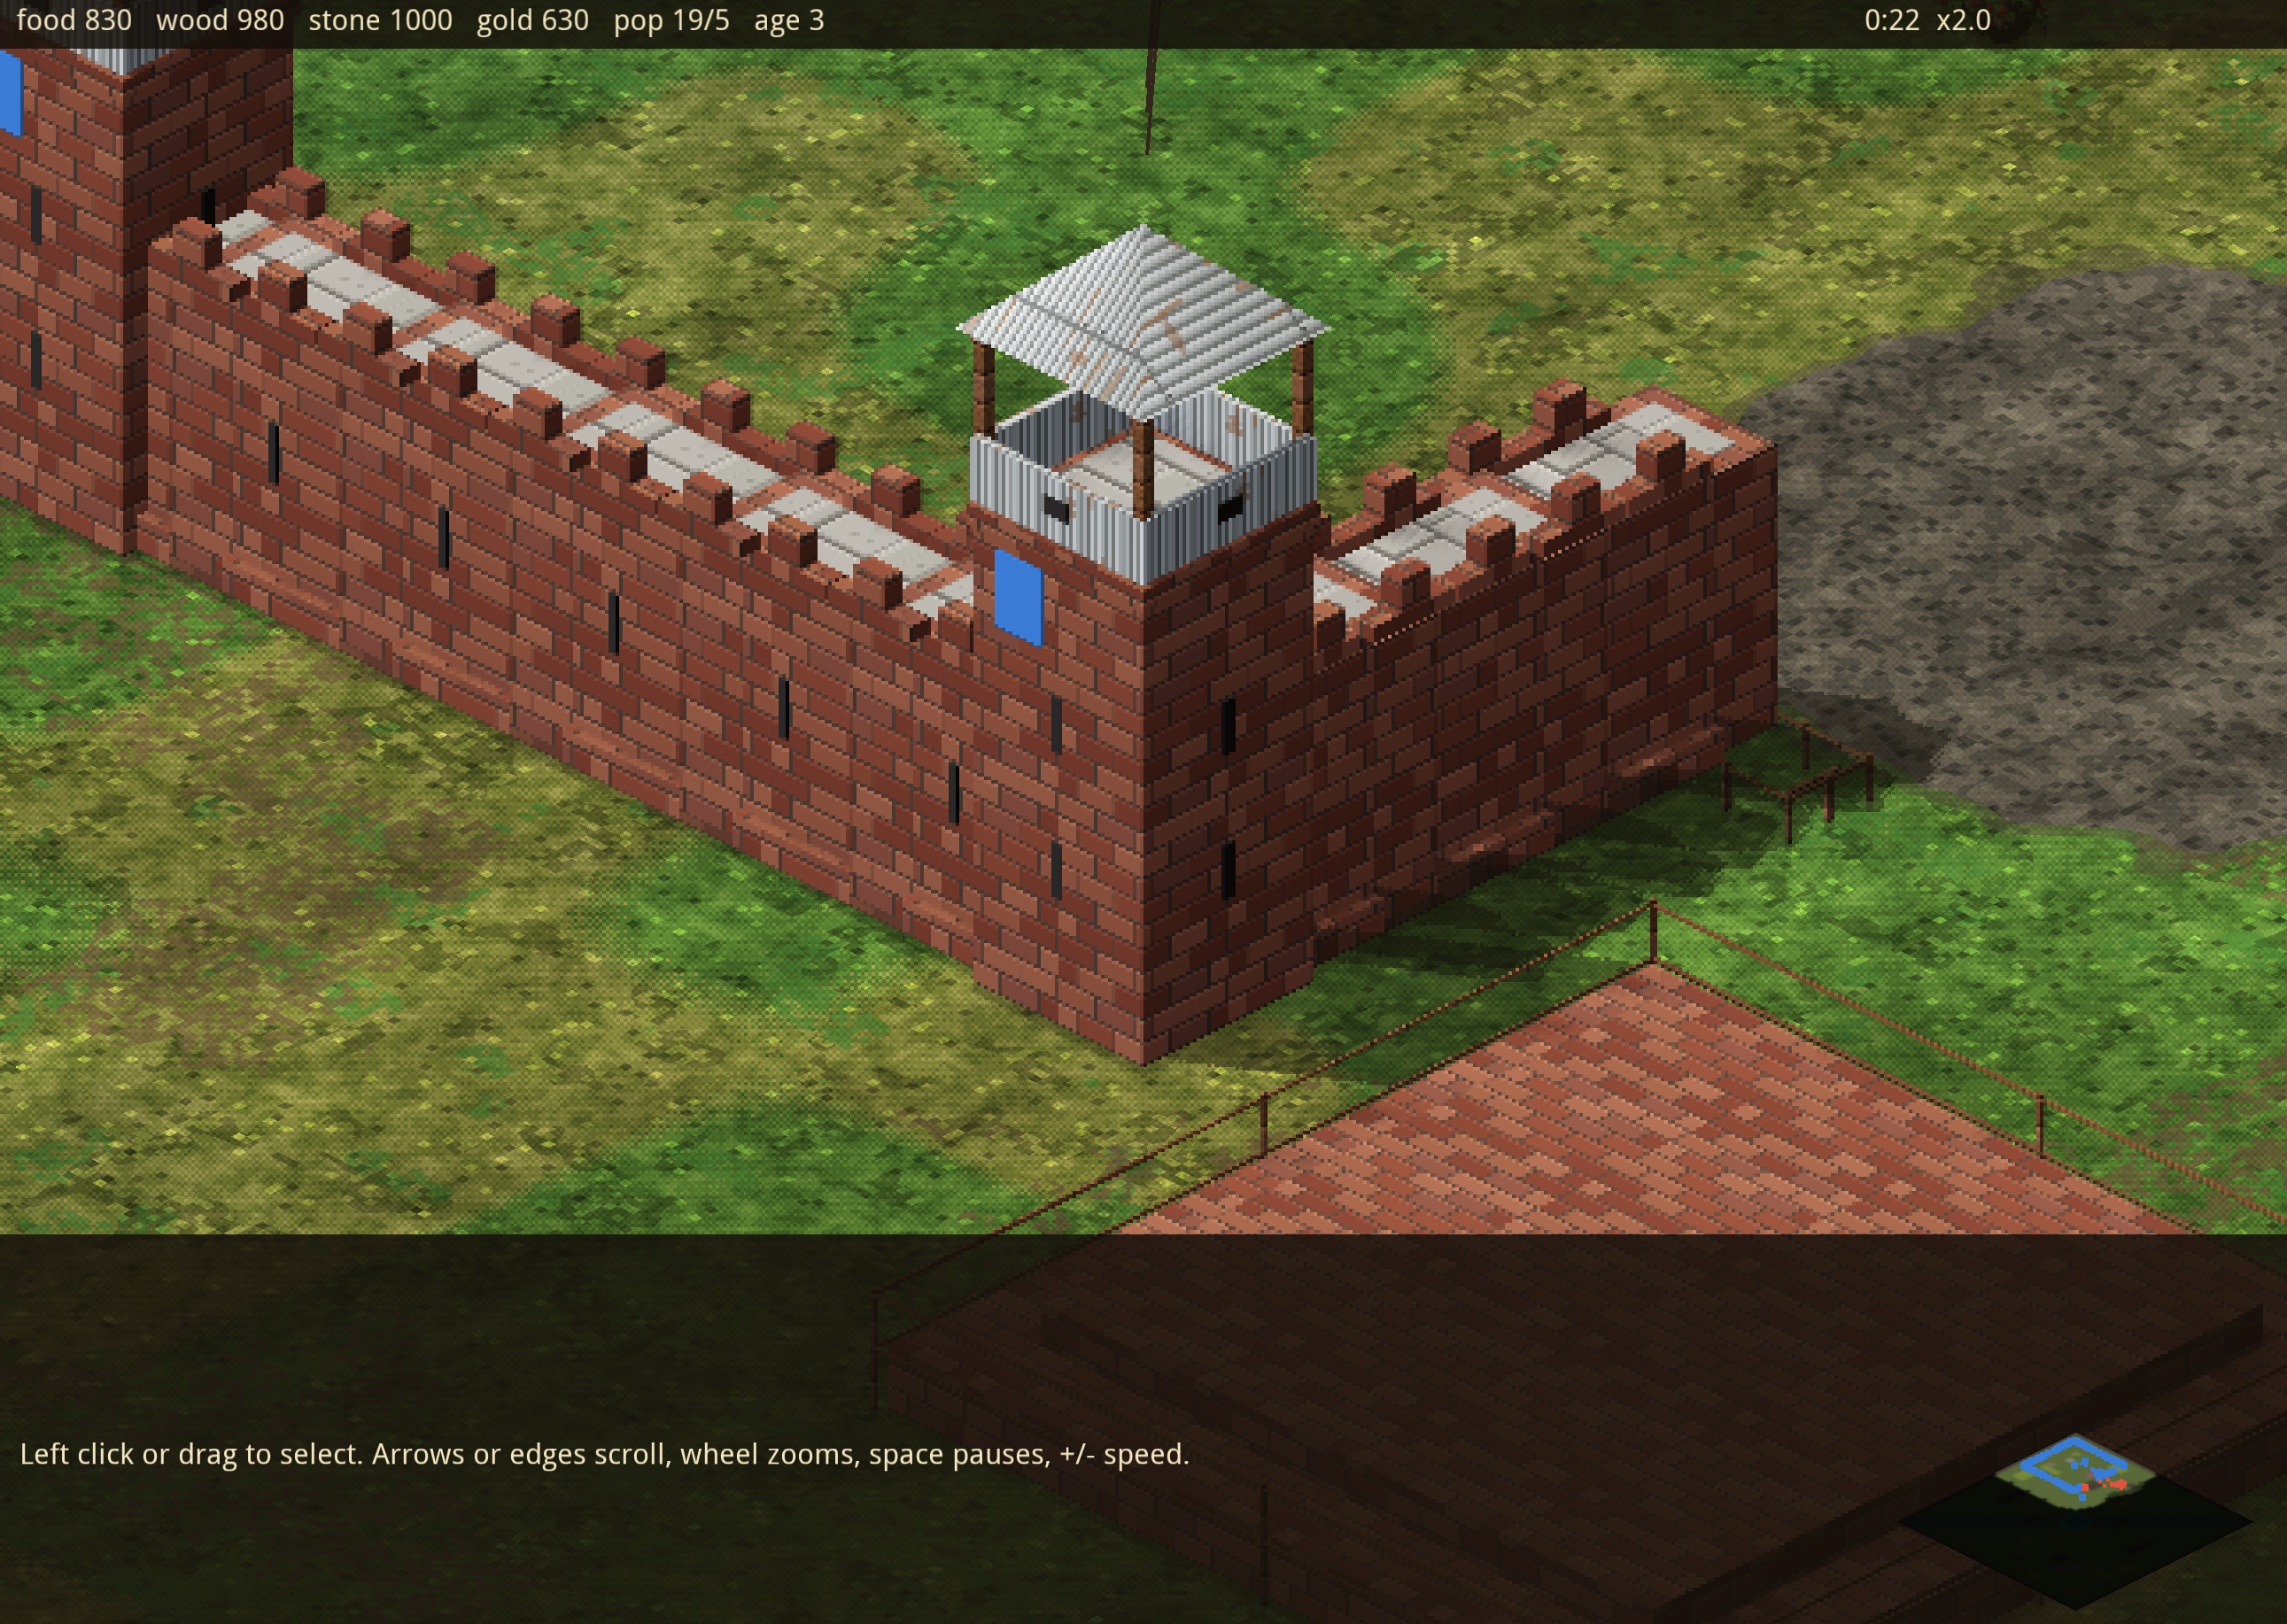 food 830 wood 980 stone 1000 gold 630 pop 19/5 age 3 0:22 x2.0
Left click or drag to select. Arrows or edges scroll, wheel zooms, space pauses, +/- speed.